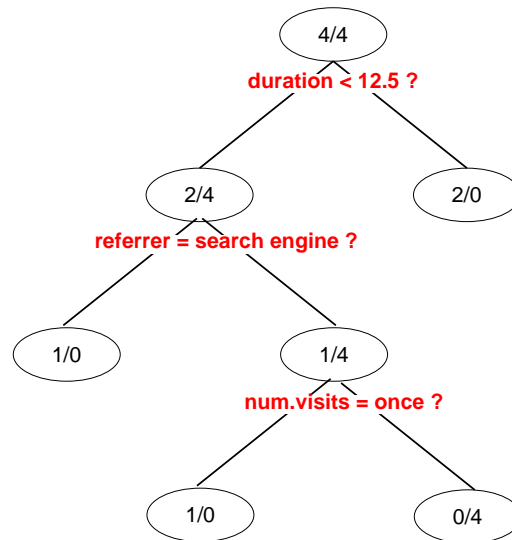 4/4
duration < 12.5 ?
2/4
2/0
referrer = search engine ?
1/0
1/4
num.visits = once ?
1/0
0/4